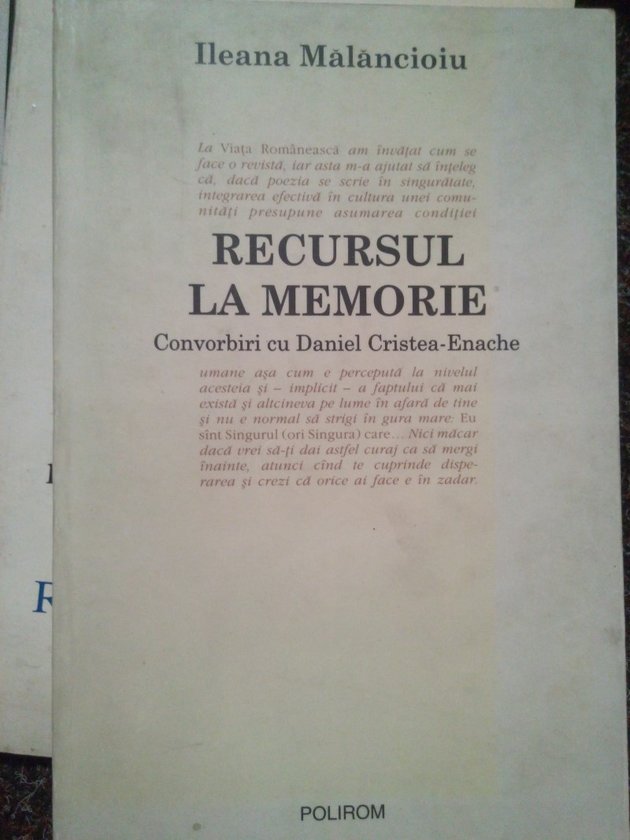 Ileana Mălăncioiu
La Viața Românească am învățat cum se
face o revistă, iar asta m-a ajutat să înțeleg
că, dacă poezia se scrie în singurătate,
integrarea efectivă în cultura unei comu-
nități presupune asumarea condiției
RECURSUL
LA MEMORIE
Convorbiri cu Daniel Cristea-Enache
umane așa cum e percepută la nivelul
acesteia și – implicit – a faptului că mai
există și altcineva pe lume în afară de tine
și nu e normal să strigi în gura mare: Eu
sînt Singurul (ori Singura) care... Nici măcar
dacă vrei să-ți dai astfel curaj ca să mergi
înainte, atunci cînd te cuprinde dispe-
rarea și crezi că orice ai face e în zadar.
R
POLIROM